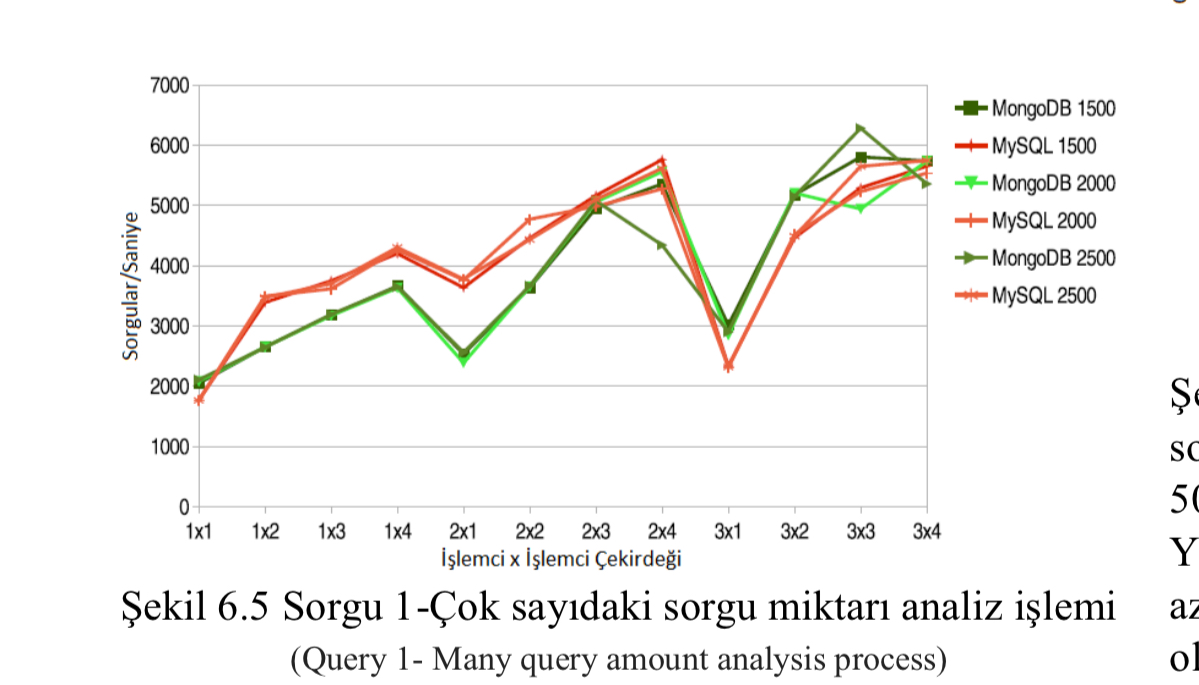 7000
6000
5000
4000
3000
2000
1000
0
Sorgular/Saniye
1x1 1x2 1x3 1x4 2x1 2x2 2x3 2x4 3x1 3x2 3x3 3x4
İşlemci x İşlemci Çekirdeği
MongoDB 1500
MySQL 1500
MongoDB 2000
MySQL 2000
MongoDB 2500
MySQL 2500
Şekil 6.5 Sorgu 1-Çok sayıdaki sorgu miktarı analiz işlemi
(Query 1- Many query amount analysis process)